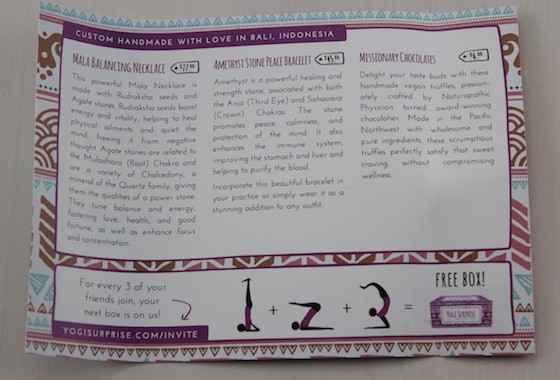 CUSTOM HANDMADE WITH LOVE IN BALI, INDONESIA
MALA BALANCING NECKLACE
This powerful Mala Necklace is
made with Rudraksha seeds and
Agate stones. Rudraksha seeds boost
energy and vitality, helping to heal
physical ailments and quiet the
mind, freeing it from negative
thought. Agate stones are related to
the Muladhara (Root) Chakra and
are a variety of Chalcedony, a
mineral of the Quartz family, giving
them the qualities of a power stone.
They tune balance and energy,
fostering love, health, and good
fortune, as well as enhance focus
and concentration.
AMETHYST STONE PEACE BRACELET
Amethyst is a powerful healing and
strength stone, associated with both
the Anja (Third Eye) and Sahasrara
(Crown) Chakras. The stone
promotes peace, calmness, and
protection of the mind. It also
enhances the immune system,
improving the stomach and liver and
helping to purify the blood.
Incorporate this beautiful bracelet in
your practice or simply wear it as a
stunning addition to any outfit.
MISSIONARY CHOCOLATES
Delight your taste buds with these
handmade vegan truffles, passion-
ately crafted by Naturopathic
Physician turned award-winning
chocolatier. Made in the Pacific
Northwest with wholesome and
pure ingredients, these scrumptious
truffles perfectly satisfy that sweet
craving without compromising
wellness.
For every 3 of your
friends join, your
next box is on us!
YOGISURPRISE.COM/INVITE
1 + 2 + 3 =
FREE BOX!
YOGI SURPRISE